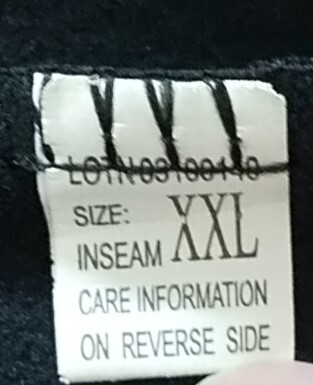 SIZE: XXL
INSEAM
CARE INFORMATION
ON REVERSE SIDE